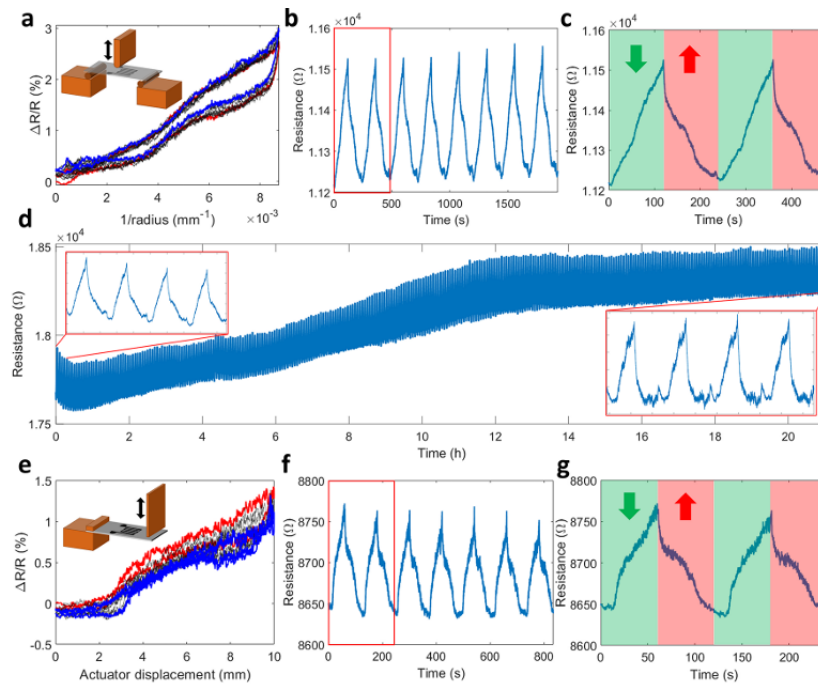 a
3
2
1
0
ΔR/R (%)
0 2 4 6 8
1/radius (mm⁻¹) ×10⁻³
b
×10⁴
1.16
1.15
1.14
1.13
1.12
Resistance (Ω)
0 500 1000 1500
Time (s)
c
×10⁴
1.16
1.15
1.14
1.13
1.12
Resistance (Ω)
0 100 200 300 400
Time (s)
d
×10⁴
1.85
1.8
1.75
Resistance (Ω)
0 2 4 6 8 10 12 14 16 18 20
Time (h)
e
1.5
1.0
0.5
0
-0.5
ΔR/R (%)
0 2 4 6 8 10
Actuator displacement (mm)
f
8800
8750
8700
8650
8600
Resistance (Ω)
0 200 400 600 800
Time (s)
g
8800
8750
8700
8650
8600
Resistance (Ω)
0 50 100 150 200
Time (s)